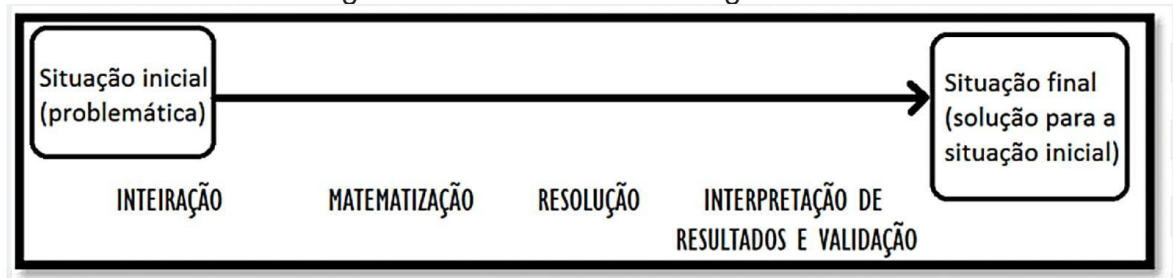 Situação inicial
(problemática)
Situação final
(solução para a
situação inicial)
INTEIRAÇÃO
MATEMATIZAÇÃO
RESOLUÇÃO
INTERPRETAÇÃO DE
RESULTADOS E VALIDAÇÃO